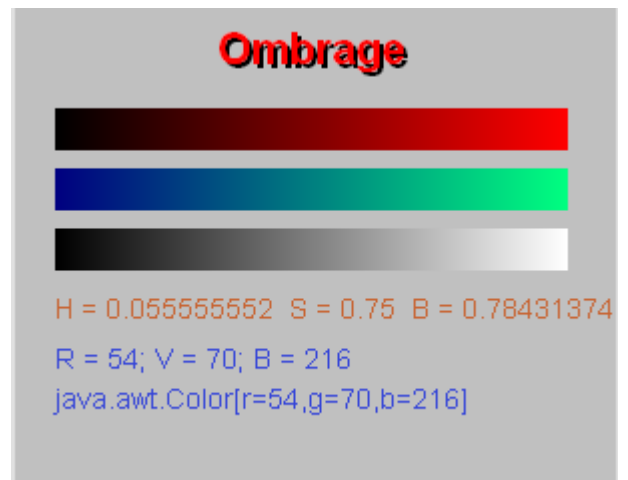 Ombrage
H = 0.055555552 S = 0.75 B = 0.78431374
R = 54; V = 70; B = 216
java.awt.Color[r=54,g=70,b=216]